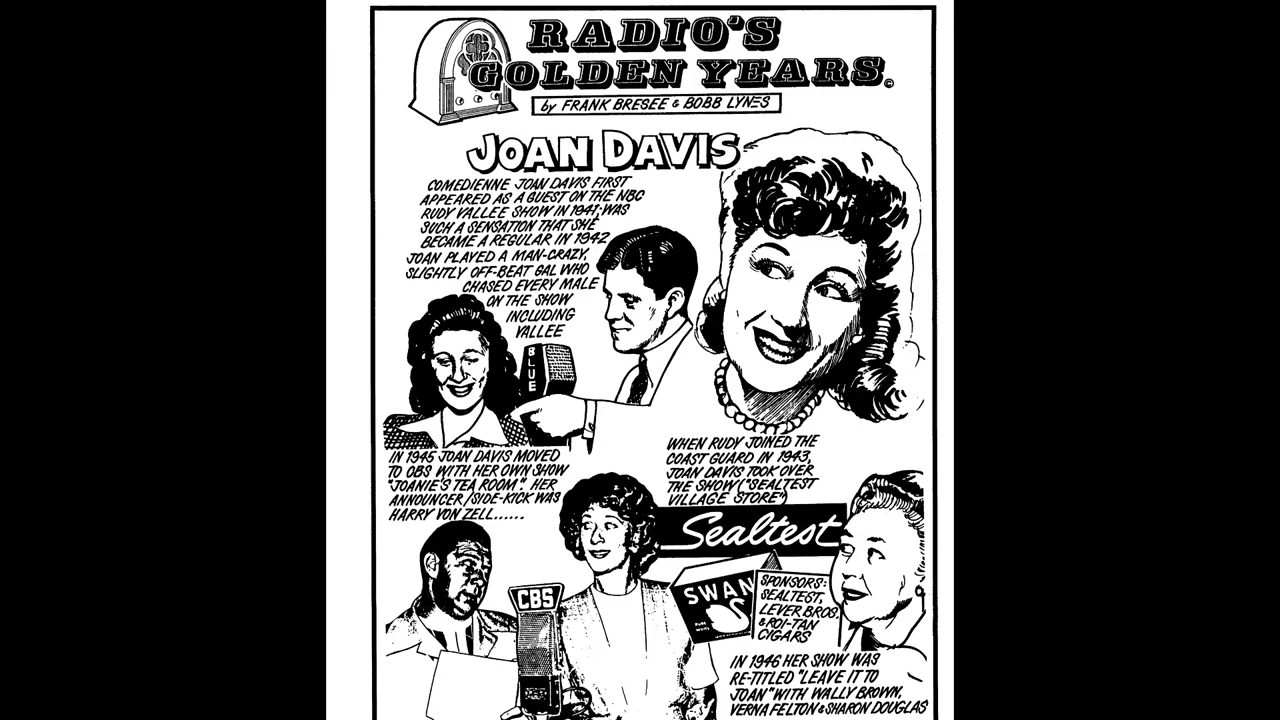 RADIO'S
GOLDEN YEARS.
©
by FRANK BRESEE & BOBB LYNES
JOAN DAVIS
COMEDIENNE JOAN DAVIS FIRST
APPEARED AS A GUEST ON THE NBC
RUDY VALLEE SHOW IN 1941; WAS
SUCH A SENSATION THAT SHE
BECAME A REGULAR IN 1942
JOAN PLAYED A MAN-CRAZY,
SLIGHTLY OFF-BEAT GAL WHO
CHASED EVERY MALE
ON THE SHOW
INCLUDING
VALLEE
BLUE
IN 1945 JOAN DAVIS MOVED
TO CBS WITH HER OWN SHOW
"JOANIE'S TEA ROOM". HER
ANNOUNCER/SIDE-KICK WAS
HARRY VON ZELL......
WHEN RUDY JOINED THE
COAST GUARD IN 1943,
JOAN DAVIS TOOK OVER
THE SHOW ("SEALTEST
VILLAGE STORE")
Sealtest
CBS
SWAN
SPONSORS:
SEALTEST,
LEVER BROS.
& ROI-TAN
CIGARS
IN 1946 HER SHOW WAS
RE-TITLED "LEAVE IT TO
JOAN" WITH WALLY BROWN,
VERNA FELTON & SHARON DOUGLAS